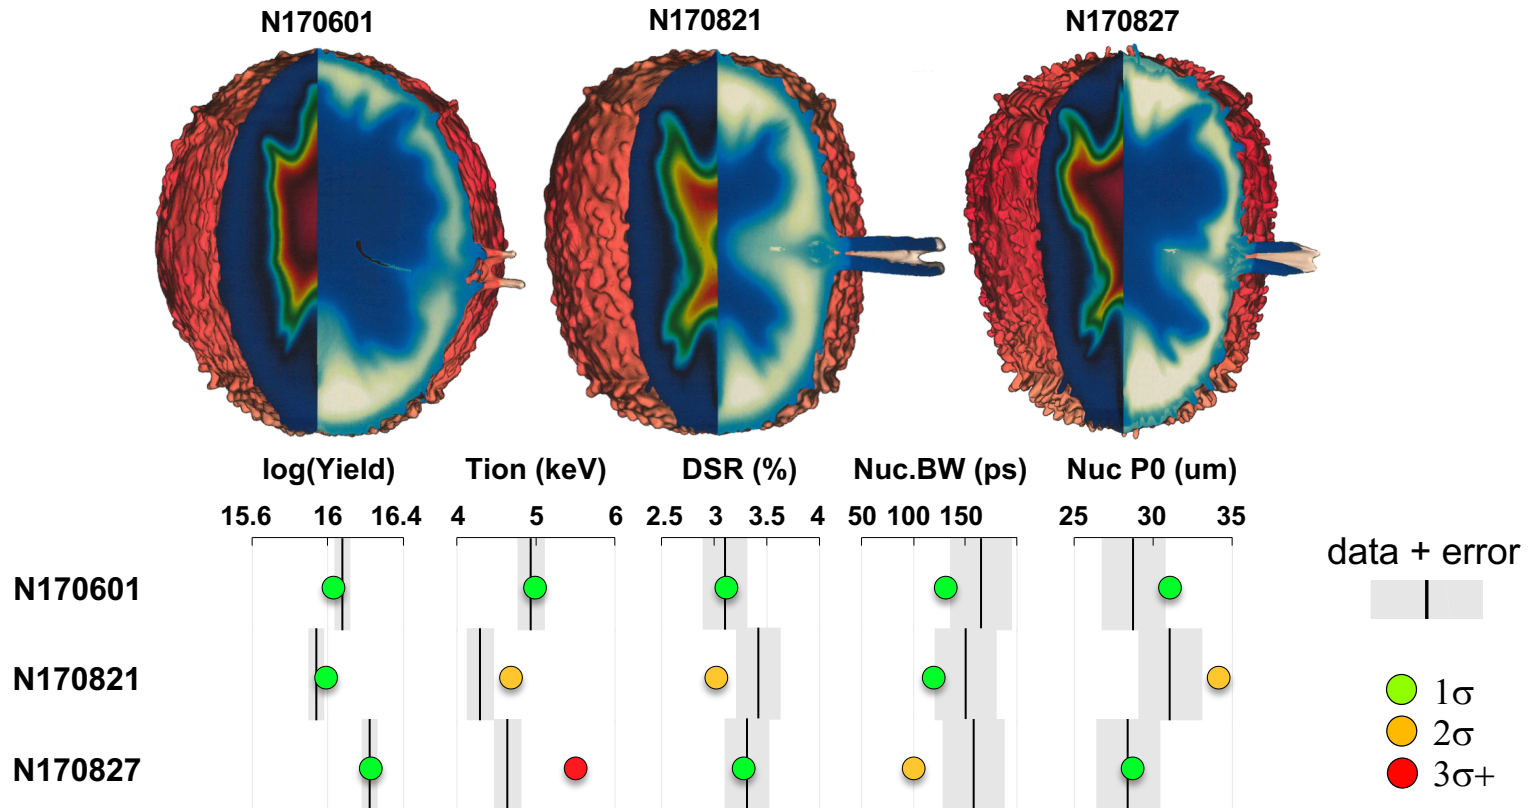 N170601 N170821 N170827
log(Yield) Tion (keV) DSR (%) Nuc.BW (ps) Nuc P0 (um)
15.6 16 16.4 4 5 6 2.5 3 3.5 4 50 100 150 25 30 35
data + error
N170601
N170821
1σ
2σ
N170827
3σ+